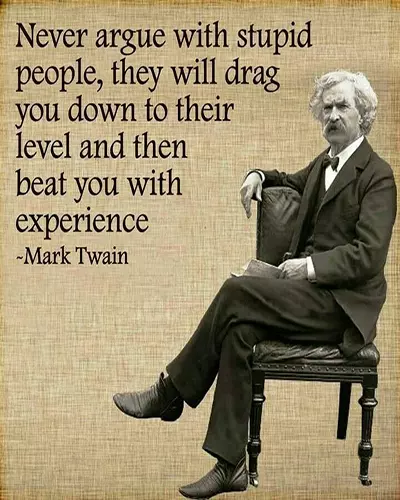 Never argue with stupid
people, they will drag
you down to their
level and then
beat you with
experience
~Mark Twain